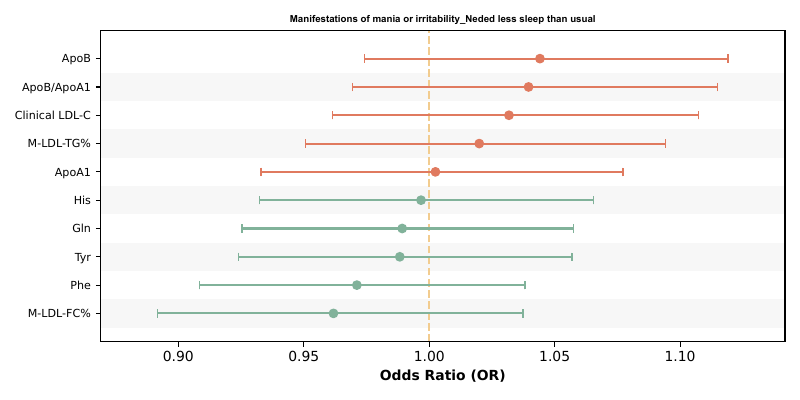 Manifestations of mania or irritability_Neded less sleep than usual
ApoB
ApoB/ApoA1
Clinical LDL-C
M-LDL-TG%
ApoA1
His
Gln
Tyr
Phe
M-LDL-FC%
0.90 0.95 1.00 1.05 1.10
Odds Ratio (OR)